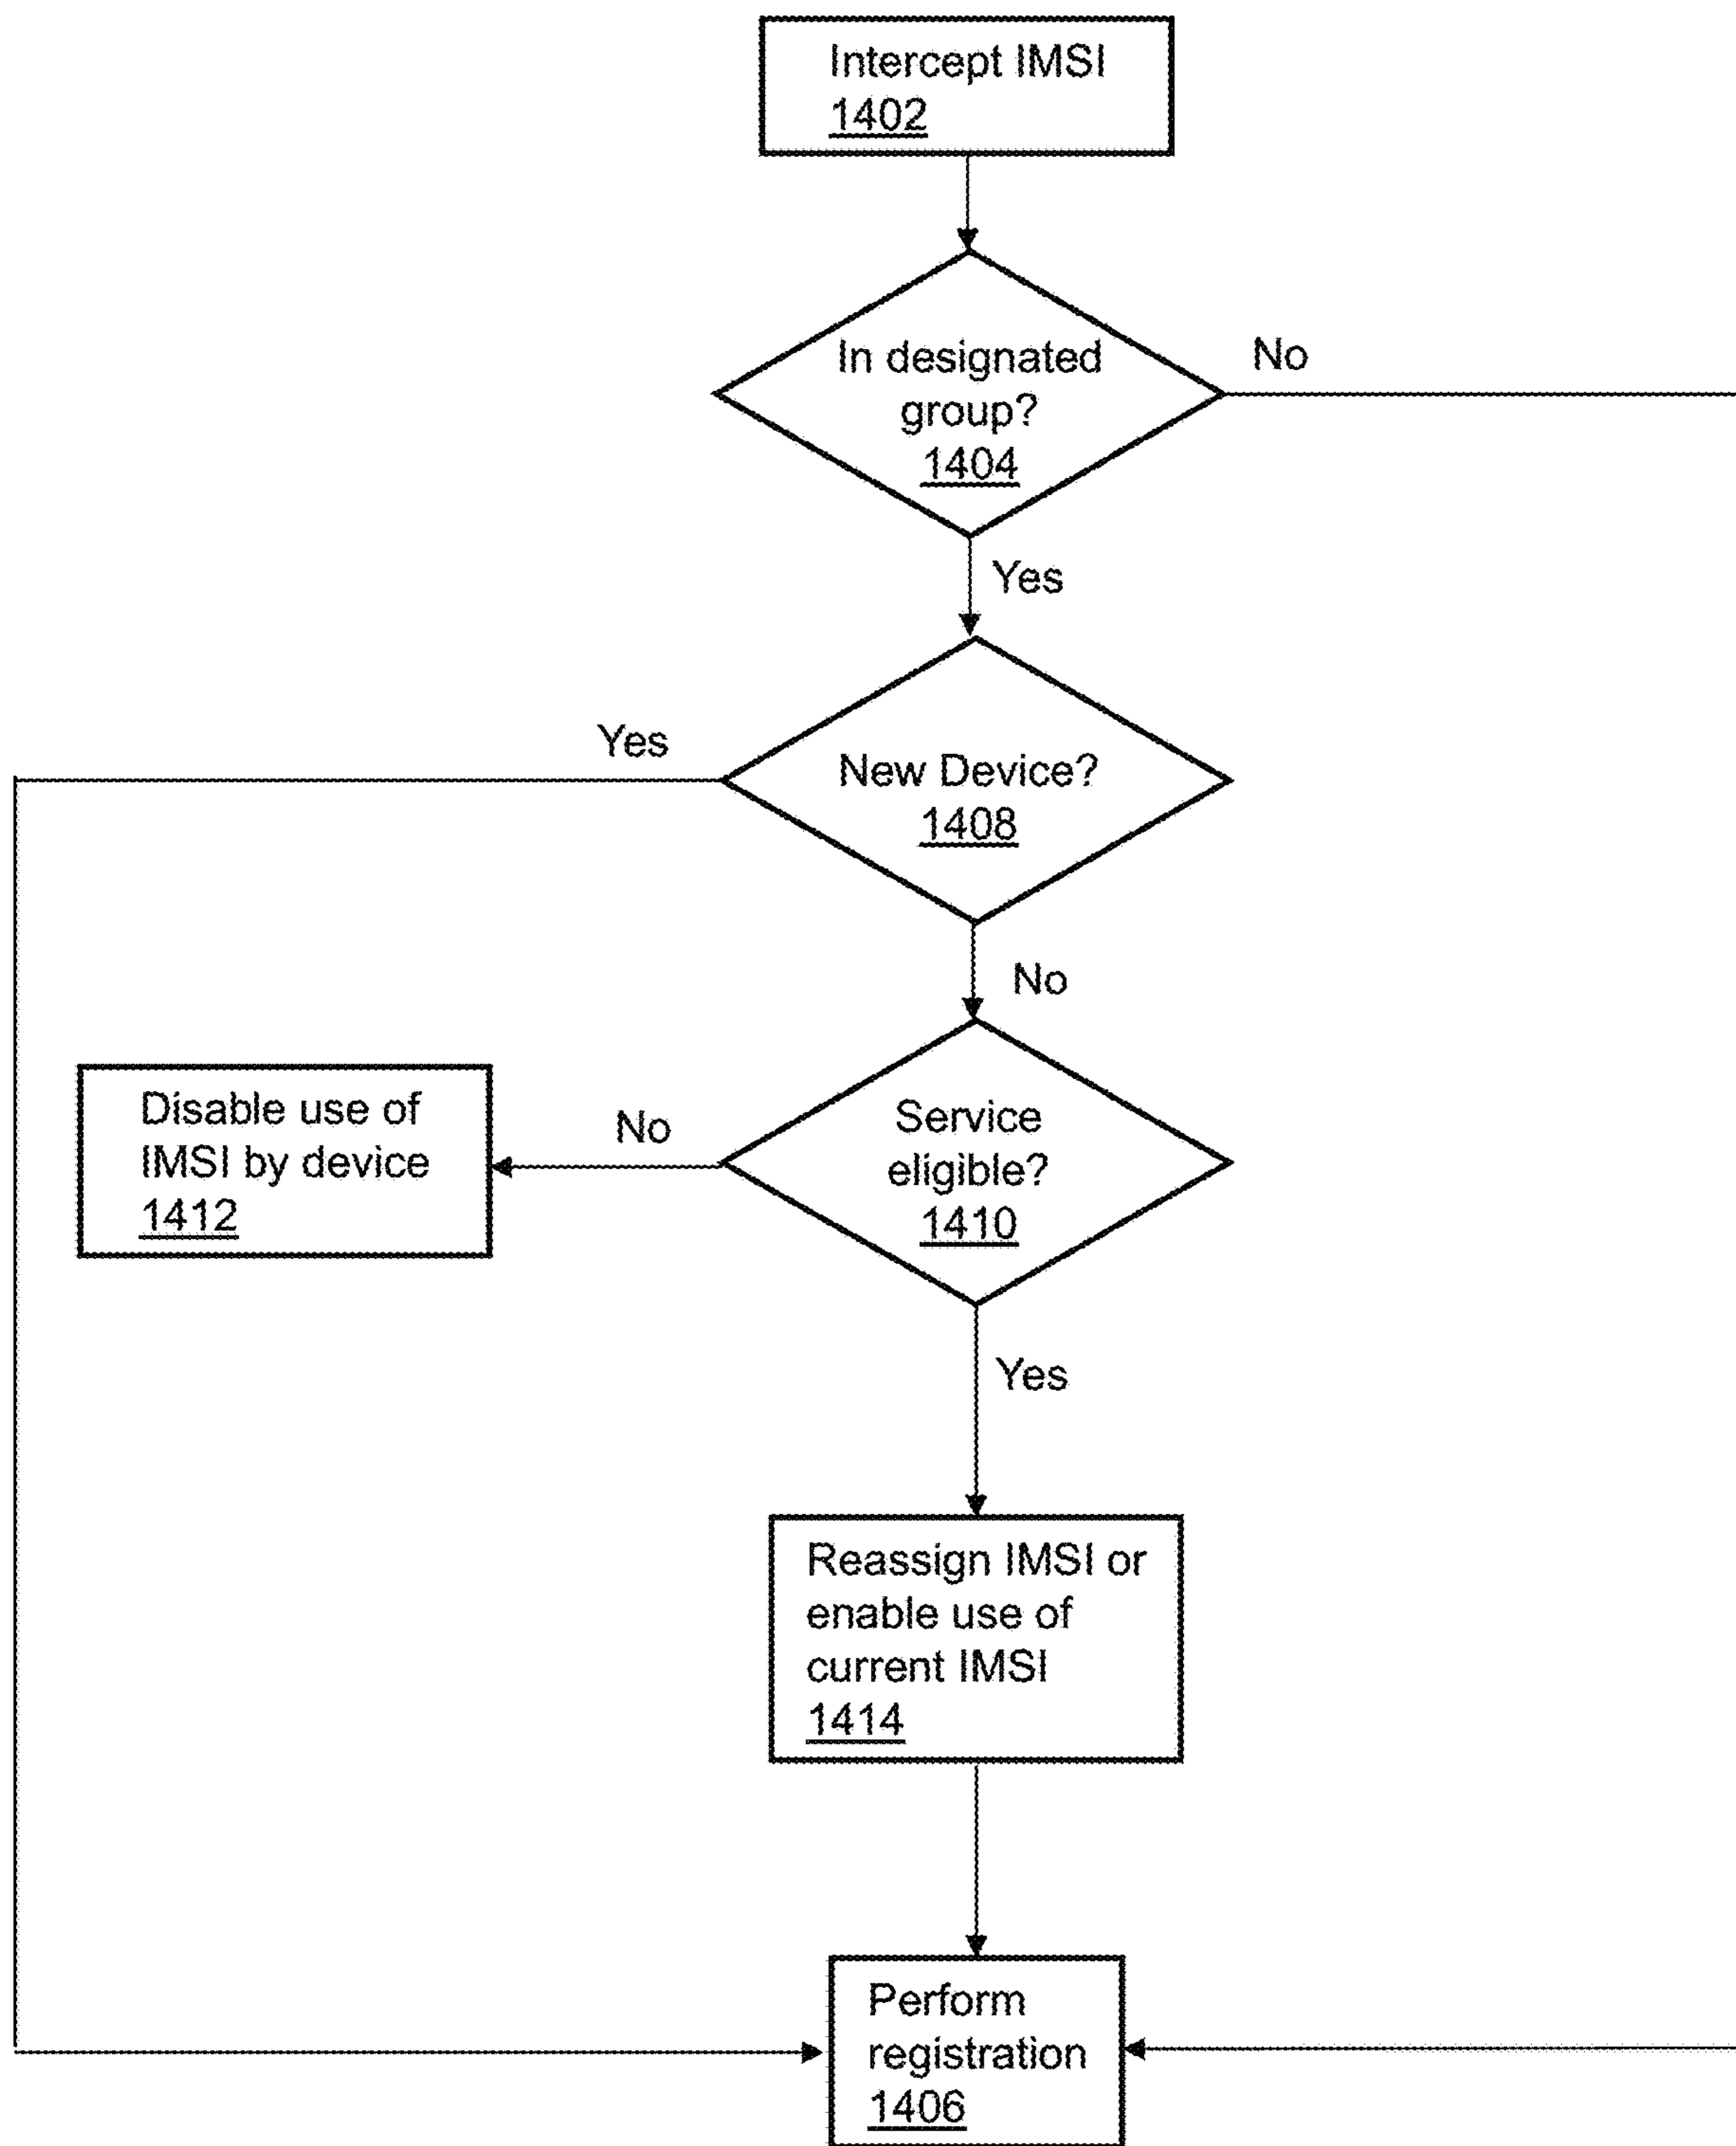 Intercept IMSI
1402
In designated
group?
1404
No
Yes
Yes
New Device?
1408
No
Disable use of
IMSI by device
1412
No
Service
eligible?
1410
Yes
Reassign IMSI or
enable use of
current IMSI
1414
Perform
registration
1406